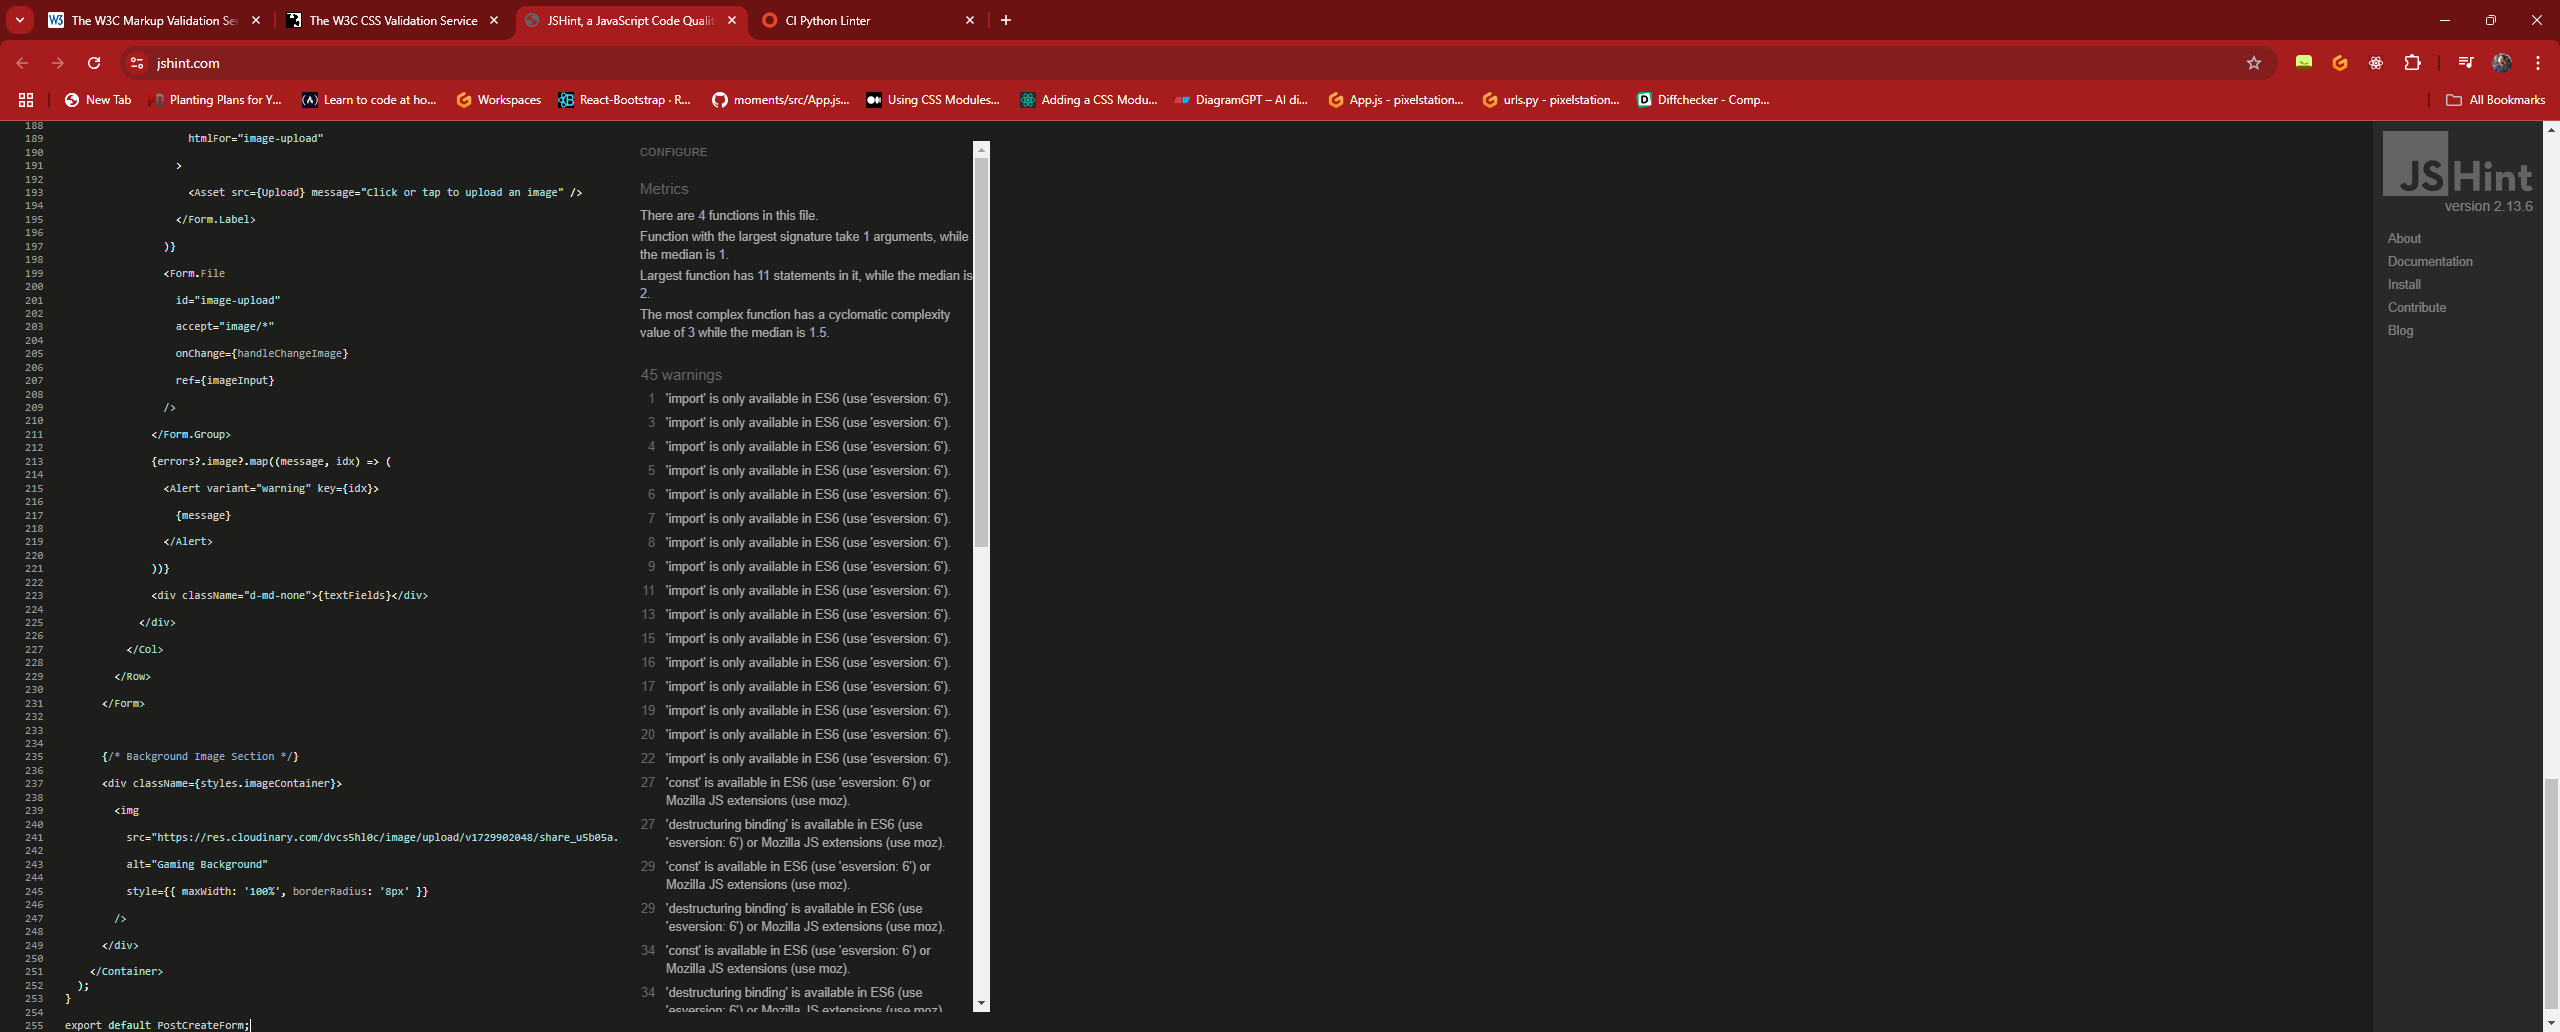 The W3C Markup Validation Se
The W3C CSS Validation Service
JSHint, a JavaScript Code Qualit
CI Python Linter
jshint.com
New Tab
Planting Plans for Y...
Learn to code at ho...
Workspaces
React-Bootstrap · R...
moments/src/App.js...
Using CSS Modules...
Adding a CSS Modu...
DiagramGPT – AI di...
App.js - pixelstation...
urls.py - pixelstation...
Diffchecker - Comp...
All Bookmarks
188
189 htmlFor="image-upload"
190
191 >
192
193 <Asset src={Upload} message="Click or tap to upload an image" />
194
195 </Form.Label>
196
197 )}
198
199 <Form.File
200
201 id="image-upload"
202
203 accept="image/*"
204
205 onChange={handleChangeImage}
206
207 ref={imageInput}
208
209 />
210
211 </Form.Group>
212
213 {errors?.image?.map((message, idx) => (
214
215 <Alert variant="warning" key={idx}>
216
217 {message}
218
219 </Alert>
220
221 ))}
222
223 <div className="d-md-none">{textFields}</div>
224
225 </div>
226
227 </Col>
228
229 </Row>
230
231 </Form>
232
233
234
235 {/* Background Image Section */}
236
237 <div className={styles.imageContainer}>
238
239 <img
240
241 src="https://res.cloudinary.com/dvcs5hl0c/image/upload/v1729902048/share_u5b05a.
242
243 alt="Gaming Background"
244
245 style={{ maxWidth: '100%', borderRadius: '8px' }}
246
247 />
248
249 </div>
250
251 </Container>
252 );
253 }
254
255 export default PostCreateForm;
CONFIGURE
Metrics
There are 4 functions in this file.
Function with the largest signature take 1 arguments, while
the median is 1.
Largest function has 11 statements in it, while the median is
2.
The most complex function has a cyclomatic complexity
value of 3 while the median is 1.5.
45 warnings
1 'import' is only available in ES6 (use 'esversion: 6').
3 'import' is only available in ES6 (use 'esversion: 6').
4 'import' is only available in ES6 (use 'esversion: 6').
5 'import' is only available in ES6 (use 'esversion: 6').
6 'import' is only available in ES6 (use 'esversion: 6').
7 'import' is only available in ES6 (use 'esversion: 6').
8 'import' is only available in ES6 (use 'esversion: 6').
9 'import' is only available in ES6 (use 'esversion: 6').
11 'import' is only available in ES6 (use 'esversion: 6').
13 'import' is only available in ES6 (use 'esversion: 6').
15 'import' is only available in ES6 (use 'esversion: 6').
16 'import' is only available in ES6 (use 'esversion: 6').
17 'import' is only available in ES6 (use 'esversion: 6').
19 'import' is only available in ES6 (use 'esversion: 6').
20 'import' is only available in ES6 (use 'esversion: 6').
22 'import' is only available in ES6 (use 'esversion: 6').
27 'const' is available in ES6 (use 'esversion: 6') or
Mozilla JS extensions (use moz).
27 'destructuring binding' is available in ES6 (use
'esversion: 6') or Mozilla JS extensions (use moz).
29 'const' is available in ES6 (use 'esversion: 6') or
Mozilla JS extensions (use moz).
29 'destructuring binding' is available in ES6 (use
'esversion: 6') or Mozilla JS extensions (use moz).
34 'const' is available in ES6 (use 'esversion: 6') or
Mozilla JS extensions (use moz).
34 'destructuring binding' is available in ES6 (use
'esversion: 6') or Mozilla JS extensions (use moz)
JSHint
version 2.13.6
About
Documentation
Install
Contribute
Blog